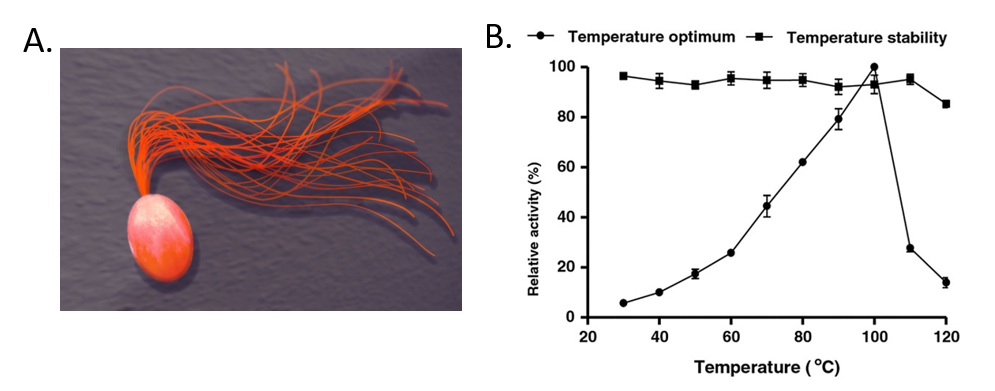 A.
B.
Temperature optimum
Temperature stability
100
80
60
40
20
0
Relative activity (%)
20 40 60 80 100 120
Temperature ( °C)